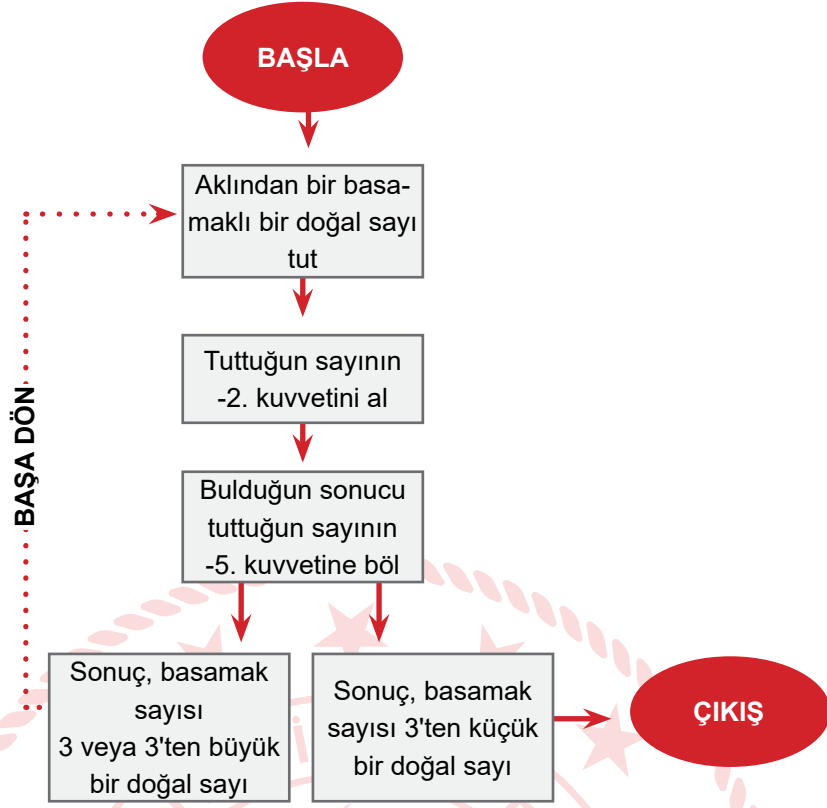 BAŞLA
Aklından bir basa-
maklı bir doğal sayı
tut
Tuttuğun sayının
-2. kuvvetini al
Bulduğun sonucu
tuttuğun sayının
-5. kuvvetine böl
BAŞA DÖN
Sonuç, basamak
sayısı
3 veya 3'ten büyük
bir doğal sayı
Sonuç, basamak
sayısı 3'ten küçük
bir doğal sayı
ÇIKIŞ